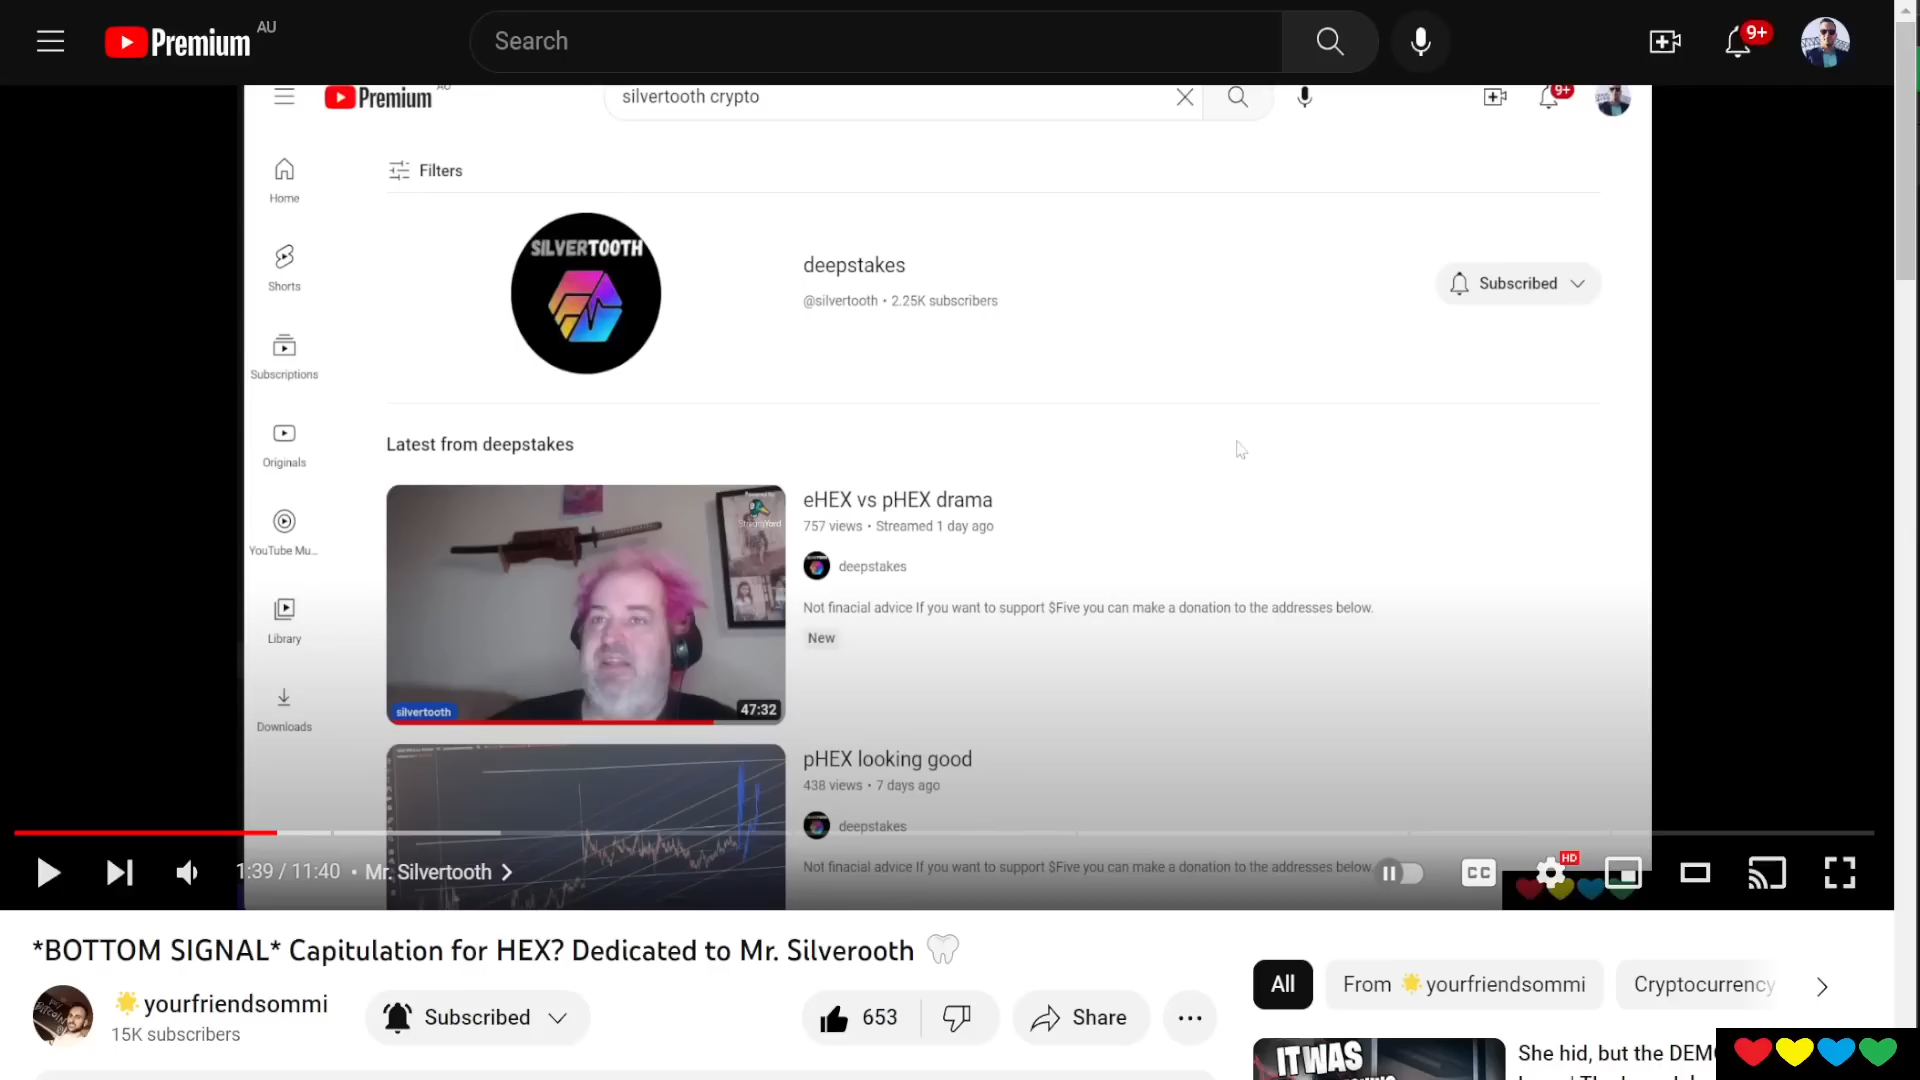 Premium AU
Search
9+
Premium AU
silvertooth crypto
9+
Home
Shorts
Subscriptions
Originals
YouTube Mu...
Library
Downloads
Filters
SILVERTOOTH
deepstakes
@silvertooth • 2.25K subscribers
Subscribed
Latest from deepstakes
Powered by
StreamYard
silvertooth
47:32
eHEX vs pHEX drama
757 views • Streamed 1 day ago
deepstakes
Not finacial advice If you want to support $Five you can make a donation to the addresses below.
New
pHEX looking good
438 views • 7 days ago
deepstakes
Not finacial advice If you want to support $Five you can make a donation to the addresses below.
1:39 / 11:40 • Mr. Silvertooth
CC
HD
*BOTTOM SIGNAL* Capitulation for HEX? Dedicated to Mr. Silverooth 🦷
🌟 yourfriendsommi
15K subscribers
Subscribed
653
Share
All
From 🌟 yourfriendsommi
Cryptocurrency
IT WAS
She hid, but the DEM